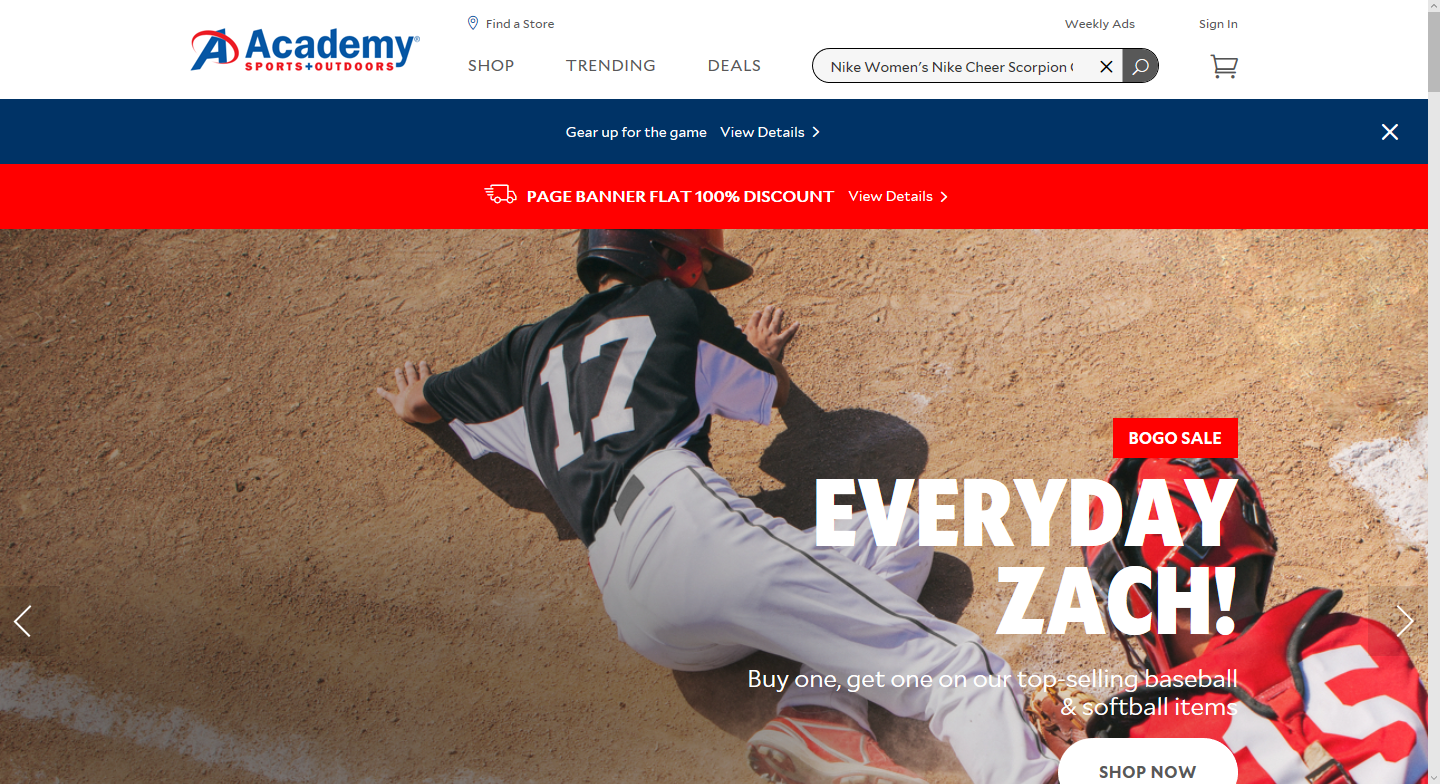 Find a Store
Weekly Ads
Sign In
Academy
SPORTS+OUTDOORS
SHOP
TRENDING
DEALS
Nike Women's Nike Cheer Scorpion
Gear up for the game View Details
PAGE BANNER FLAT 100% DISCOUNT View Details
17
BOGO SALE
EVERYDAY
ZACH!
Buy one, get one on our top-selling baseball
& softball items
15
SHOP NOW